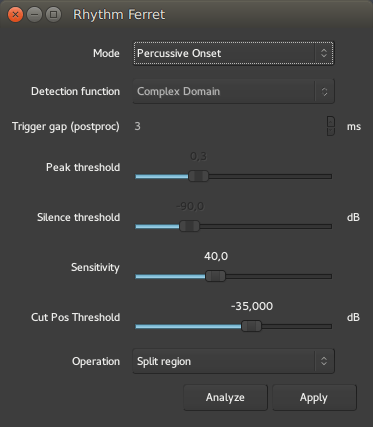 Rhythm Ferret
Mode Percussive Onset
Detection function Complex Domain
Trigger gap (postproc) 3 ms
0,3
Peak threshold
-90,0
Silence threshold dB
40,0
Sensitivity
-35,000
Cut Pos Threshold dB
Operation Split region
Analyze Apply